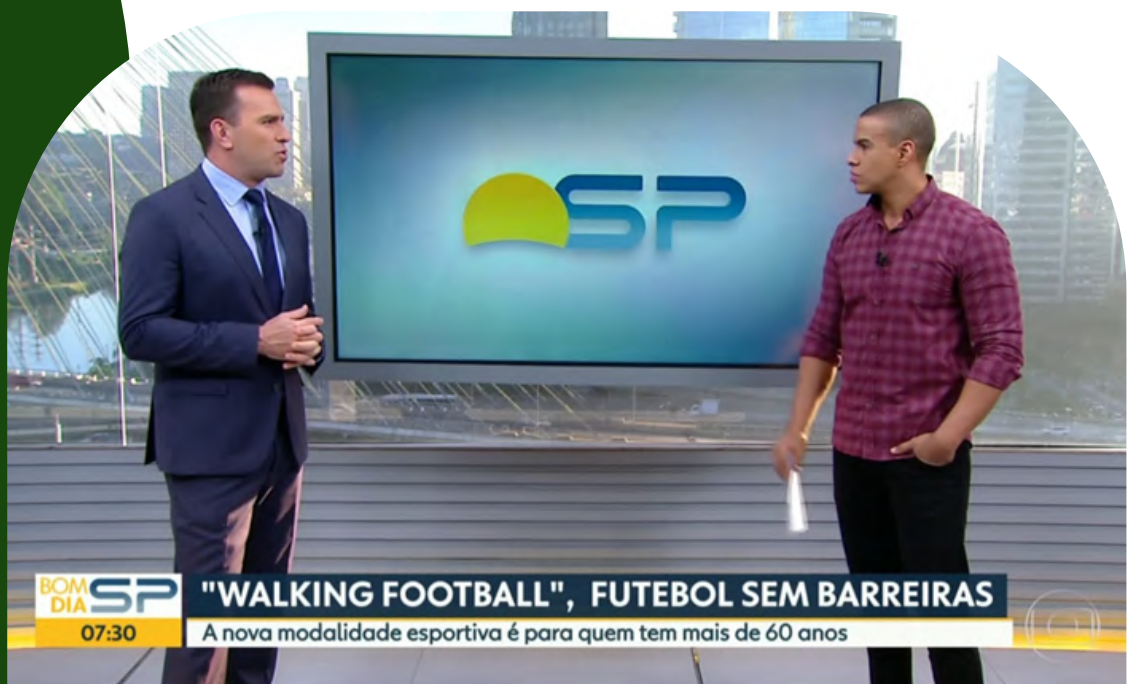 SP
BOM DIA SP
"WALKING FOOTBALL", FUTEBOL SEM BARREIRAS
07:30
A nova modalidade esportiva é para quem tem mais de 60 anos